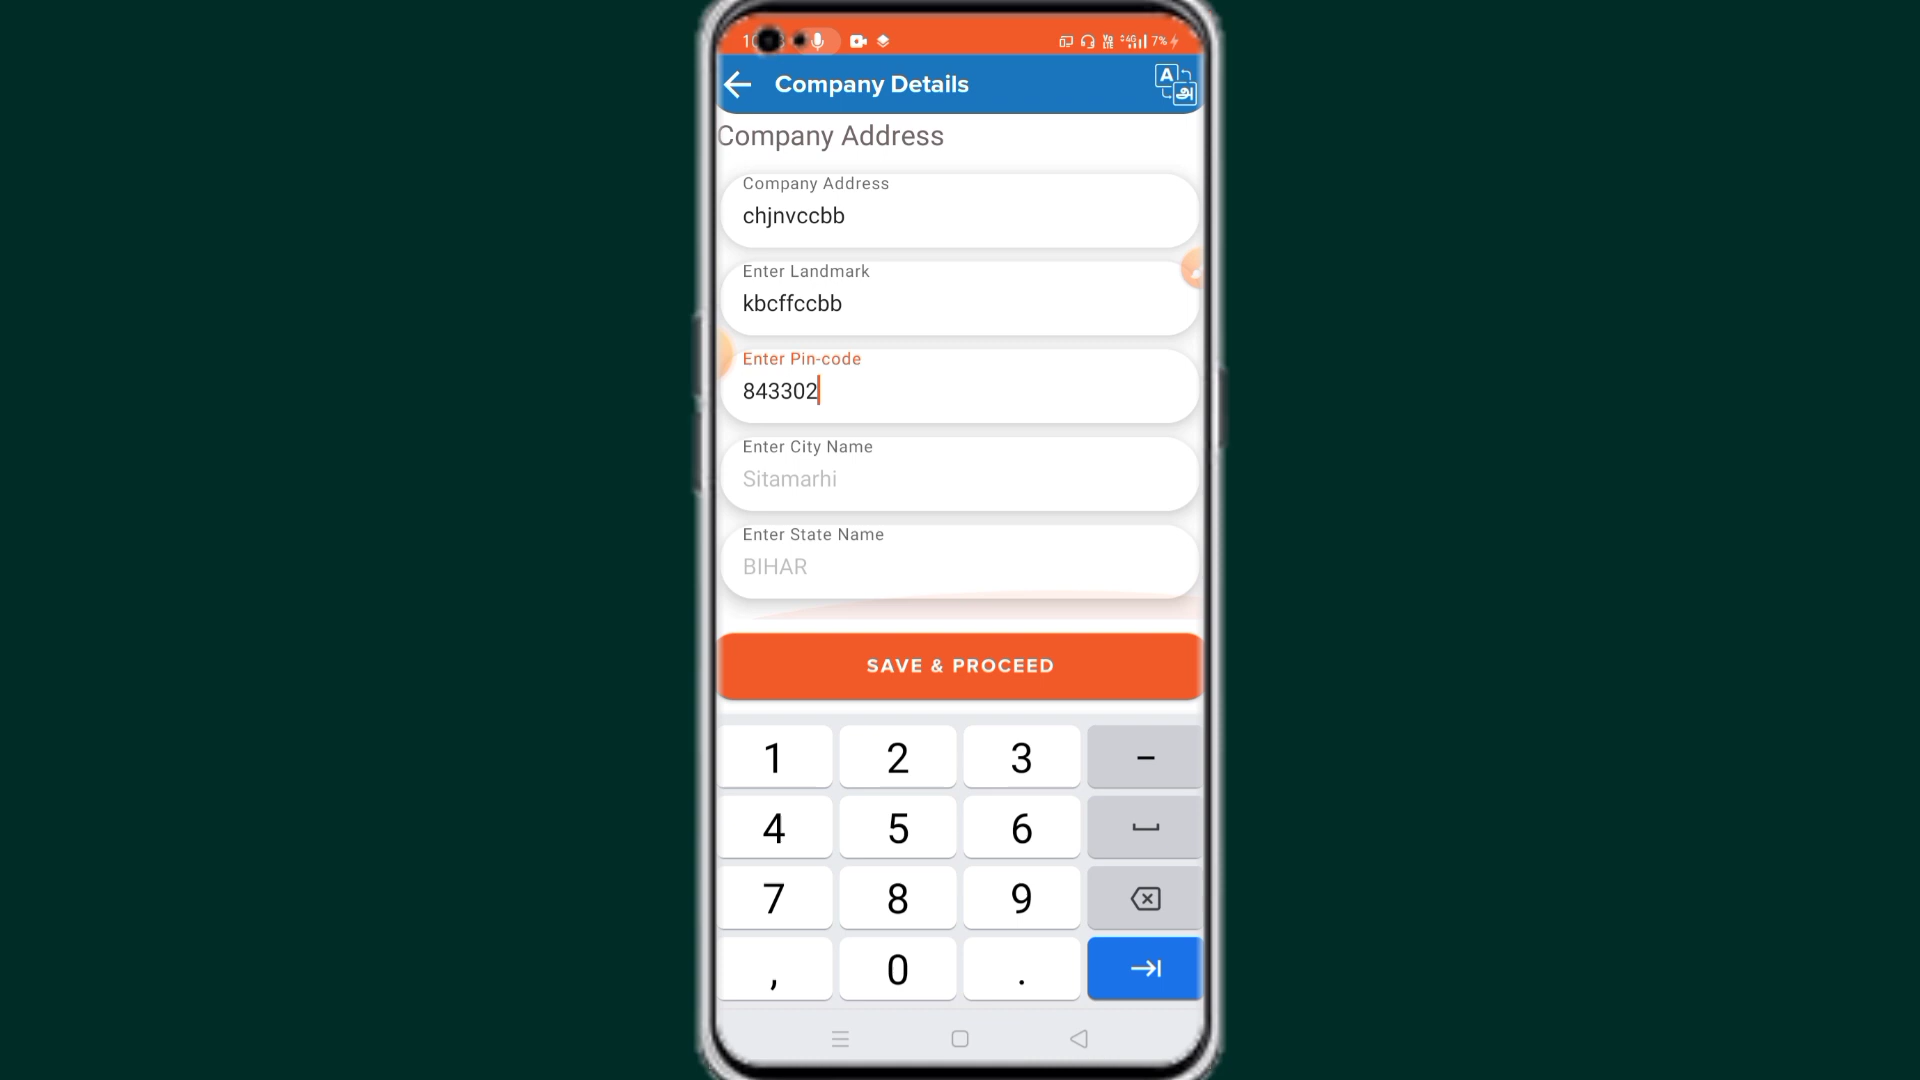 7%
Company Details
A
அ
Company Address
Company Address
chjnvccbb
Enter Landmark
kbcffccbb
Enter Pin-code
843302
Enter City Name
Sitamarhi
Enter State Name
BIHAR
SAVE & PROCEED
1 2 3 -
4 5 6
7 8 9
, 0 .